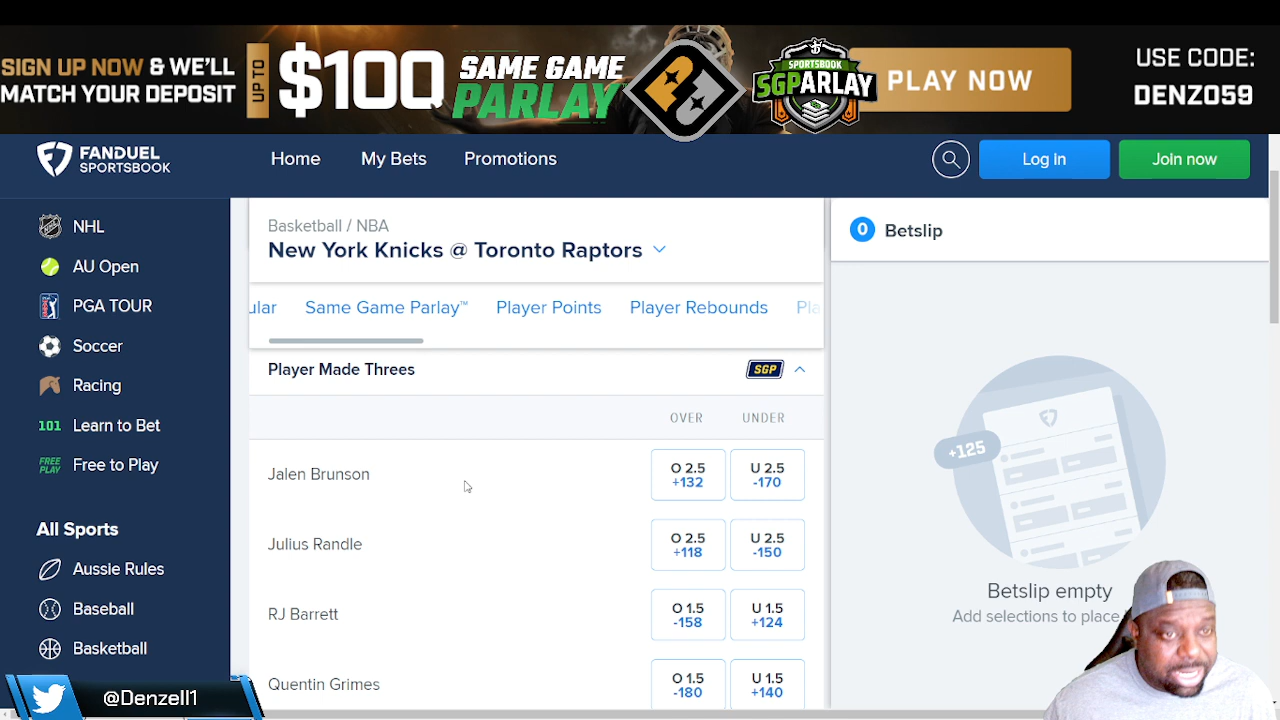 SIGN UP NOW & WE'LL
MATCH YOUR DEPOSIT
UP TO
$100
SAME GAME
PARLAY
SPORTSBOOK
SGPARLAY
PLAY NOW
USE CODE:
DENZO59
FANDUEL
SPORTSBOOK
Home
My Bets
Promotions
Log In
Join now
NHL
AU Open
PGA TOUR
Soccer
Racing
101 Learn to Bet
FREE PLAY Free to Play
All Sports
Aussie Rules
Baseball
Basketball
Basketball / NBA
New York Knicks @ Toronto Raptors
ular Same Game Parlay™ Player Points Player Rebounds Pla
Player Made Threes SGP
OVER UNDER
Jalen Brunson
O 2.5 U 2.5
+132 -170
Julius Randle
O 2.5 U 2.5
+118 -150
RJ Barrett
O 1.5 U 1.5
-158 +124
Quentin Grimes
O 1.5 U 1.5
-180 +140
0 Betslip
+125
Betslip empty
Add selections to place
@Denzell1